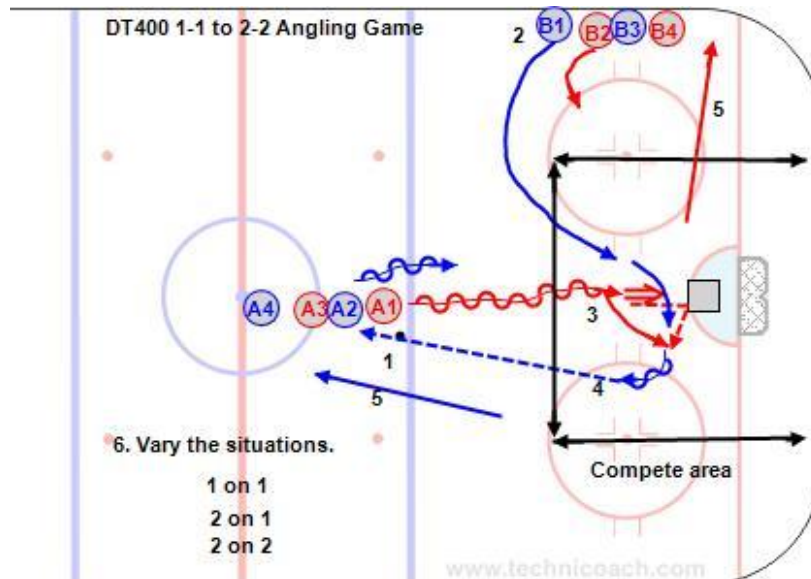 DT400 1-1 to 2-2 Angling Game
2
B1
B2
B3
B4
5
A4
A3
A2
A1
3
1
4
5
6. Vary the situations.
Compete area
1 on 1
2 on 1
2 on 2
www.technicoach.com